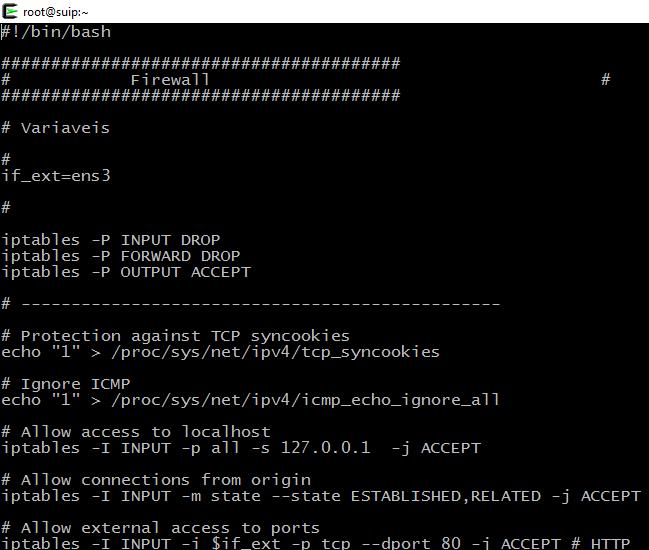 root@suip:~
#!/bin/bash
########################################
# Firewall #
########################################
# Variaveis
#
if_ext=ens3
#
iptables -P INPUT DROP
iptables -P FORWARD DROP
iptables -P OUTPUT ACCEPT
# ------------------------------------------------
# Protection against TCP syncookies
echo "1" > /proc/sys/net/ipv4/tcp_syncookies
# Ignore ICMP
echo "1" > /proc/sys/net/ipv4/icmp_echo_ignore_all
# Allow access to localhost
iptables -I INPUT -p all -s 127.0.0.1  -j ACCEPT
# Allow connections from origin
iptables -I INPUT -m state --state ESTABLISHED,RELATED -j ACCEPT
# Allow external access to ports
iptables -I INPUT -i $if_ext -p tcp --dport 80 -j ACCEPT # HTTP